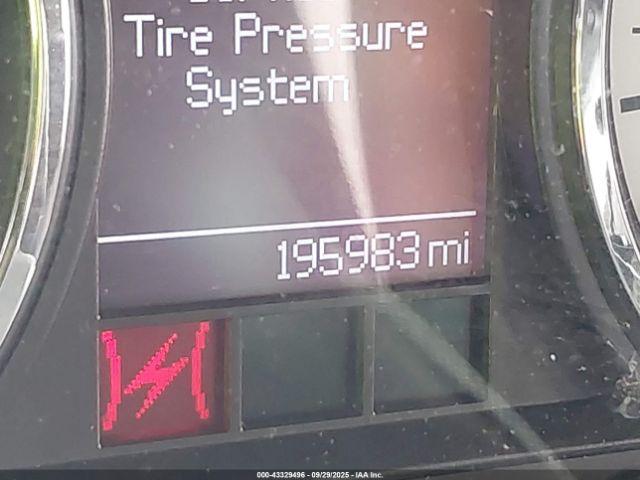 Tire Pressure
System
195983 mi
000-43329496 - 09/29/2025 - IAA Inc.